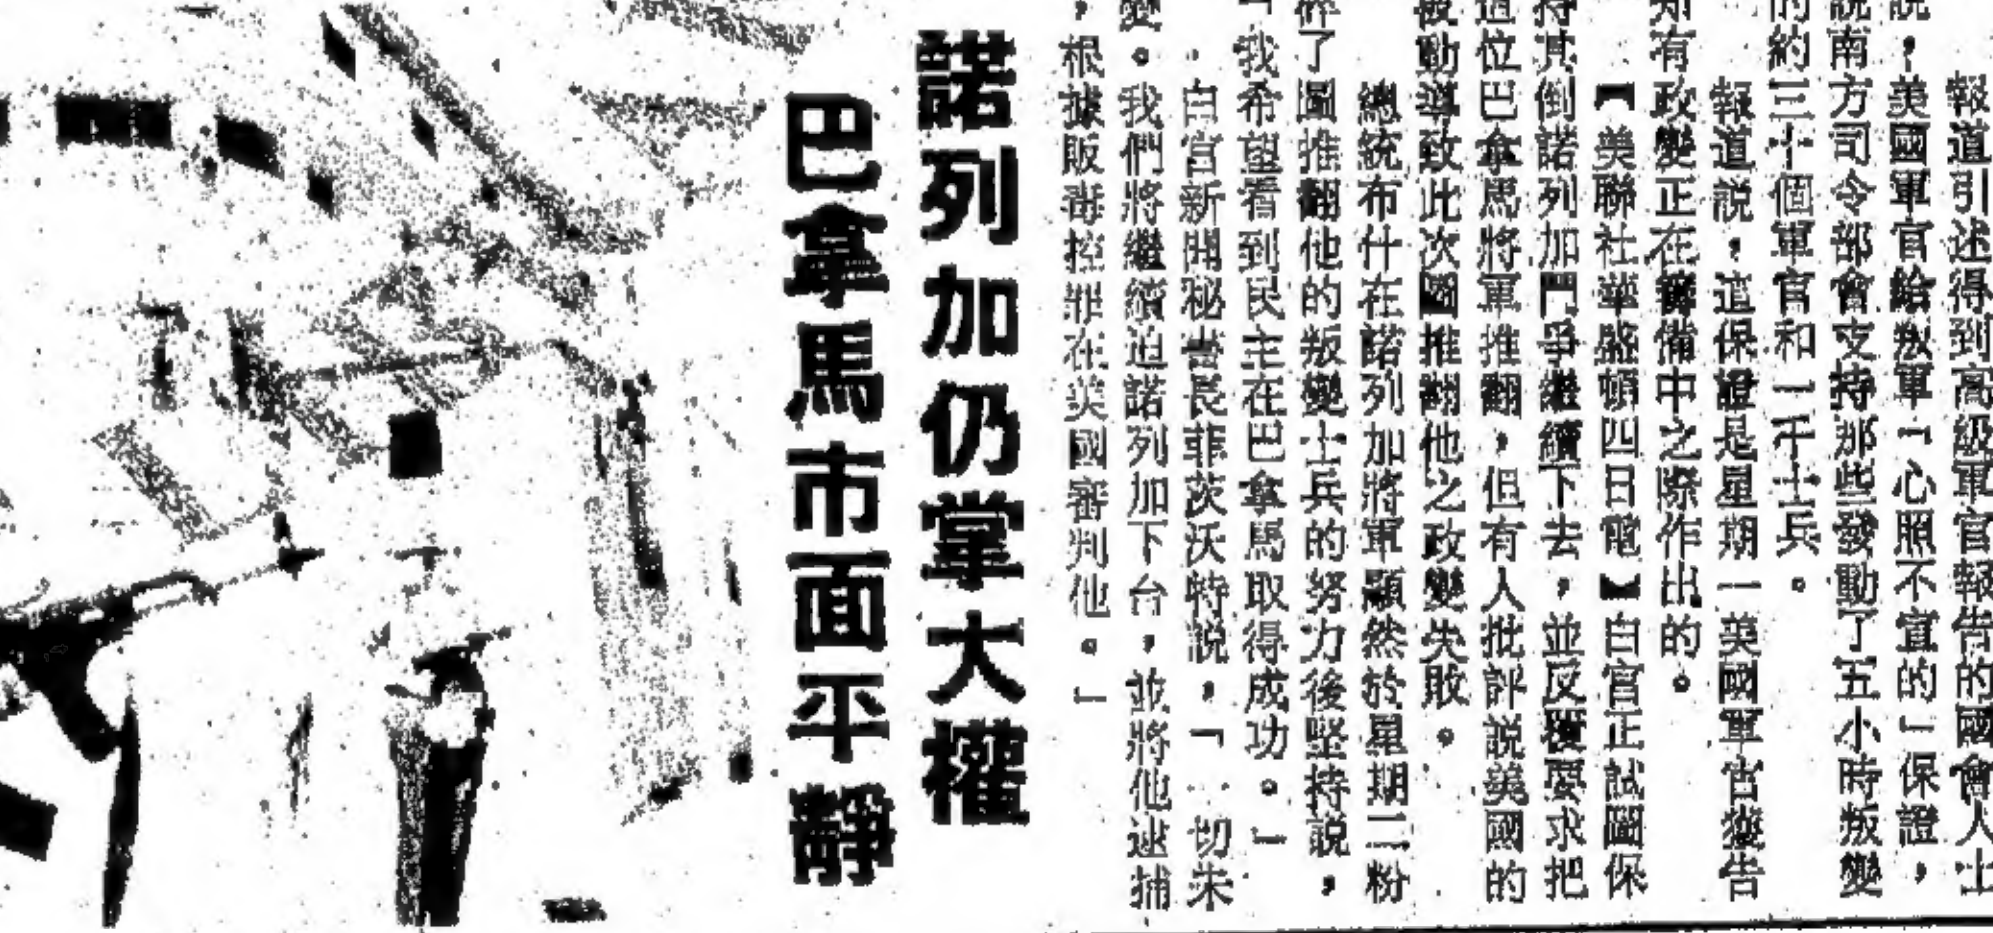 報道引述得到高級軍官報告的國會人士
說，美國軍官給叛軍「心照不宣的」保證，
說南方司令部會支持那些發動了五小時叛變
的約三十個軍官和一千士兵。
報道説，這保證是星期一美國軍官獲告
知有政變正在籌備中之際作出的。
【美聯社華盛頓四日電】白宮正試圖保
持其倒諾列加鬥爭繼續下去，並反覆要求把
這位巴拿馬將軍推翻，但有人批評説美國的
被動導致此次圖推翻他之政變失敗。
總統布什在諾列加將軍顯然於星期二粉
碎了圖推翻他的叛變士兵的努力後堅持説，
「我希望看到民主在巴拿馬取得成功。」
白宮新聞秘書長菲茨沃特説，「一切未
變。我們將繼續迫諾列加下台，並將他逮捕
，根據販毒控罪在美國審判他。」
諾列加仍掌大權
巴拿馬市面平靜